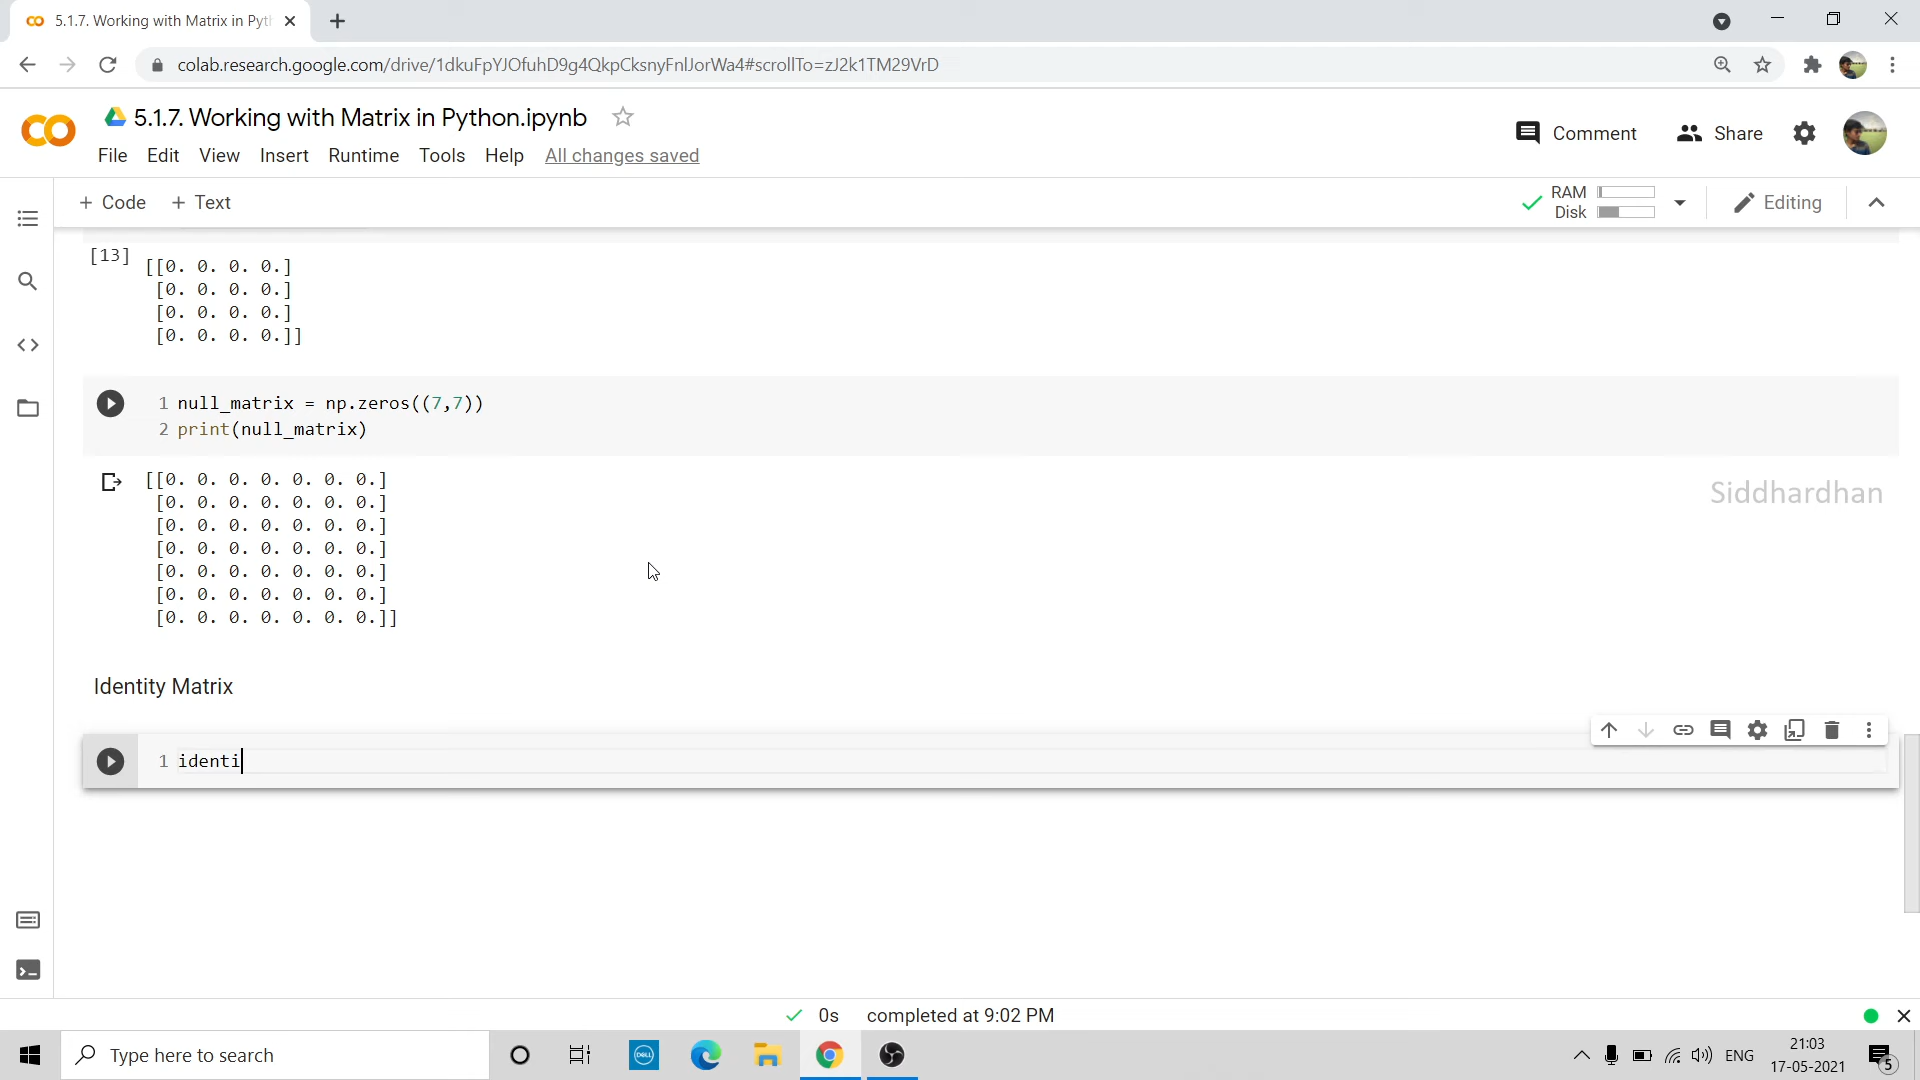 5.1.7. Working with Matrix in Pyth
colab.research.google.com/drive/1dkuFpYJOfuhD9g4QkpCksnyFnlJorWa4#scrollTo=zJ2k1TM29VrD
5.1.7. Working with Matrix in Python.ipynb
Comment Share
File Edit View Insert Runtime Tools Help All changes saved
+ Code + Text
RAM
Disk
Editing
[13]
[[0. 0. 0. 0.]
[0. 0. 0. 0.]
[0. 0. 0. 0.]
[0. 0. 0. 0.]]
1 null_matrix = np.zeros((7,7))
2 print(null_matrix)
[[0. 0. 0. 0. 0. 0. 0.]
[0. 0. 0. 0. 0. 0. 0.]
[0. 0. 0. 0. 0. 0. 0.]
[0. 0. 0. 0. 0. 0. 0.]
[0. 0. 0. 0. 0. 0. 0.]
[0. 0. 0. 0. 0. 0. 0.]
[0. 0. 0. 0. 0. 0. 0.]]
Siddhardhan
Identity Matrix
1 identi
0s completed at 9:02 PM
Type here to search
DELL
ENG
21:03
17-05-2021
5